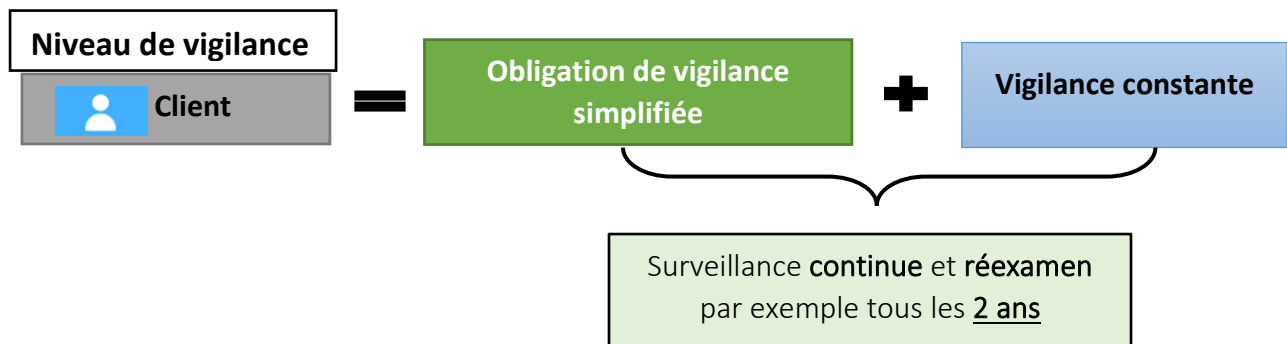 Niveau de vigilance
Client
Obligation de vigilance
simplifiée
Vigilance constante
Surveillance continue et réexamen
par exemple tous les 2 ans